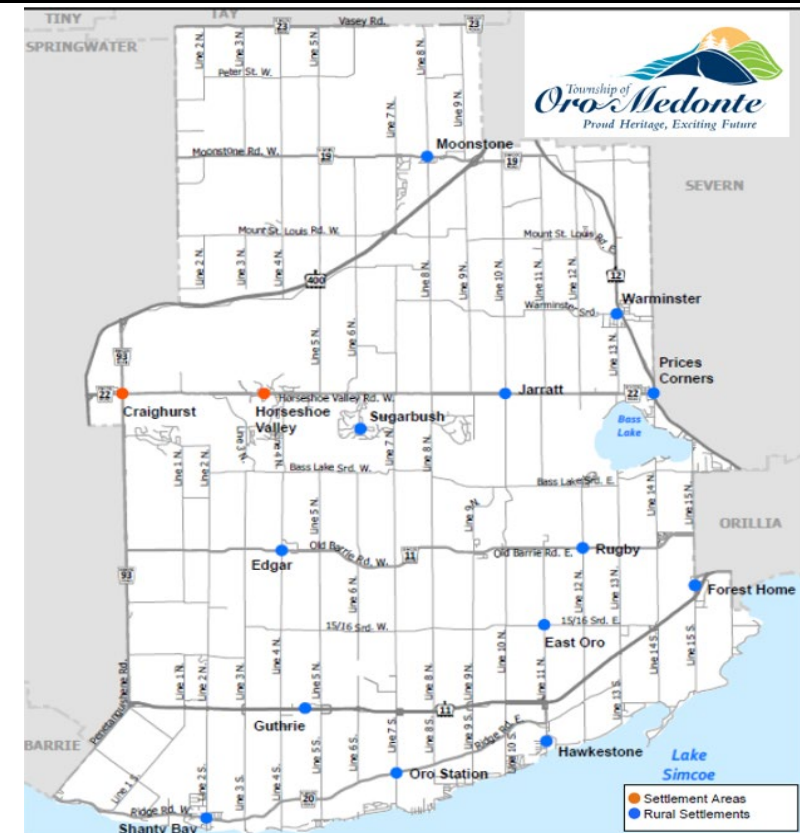 TINY
TAY
SPRINGWATER
23
Vasey Rd.
23
Line 2 N.
Line 3 N.
Line 5 N.
Line 8 N.
Peter St. W.
Line 7 N.
Line 9 N.
Township of
Oro-Medonte
Proud Heritage, Exciting Future
Moonstone
Moonstone Rd. W.
19
19
SEVERN
Mount St. Louis Rd. W.
Mount St. Louis Rd. E.
Line 2 N.
Line 3 N.
Line 4 N.
Line 8 N.
Line 9 N.
Line 10 N.
Line 11 N.
Line 12 N.
400
12
Warminster
Warminster Srd.
Line 5 N.
Line 6 N.
Line 13 N.
93
Prices
Corners
22
Horseshoe Valley Rd. W.
Jarratt
22
Craighurst
Horseshoe
Valley
Sugarbush
Bass
Lake
Line 1 N.
Line 2 N.
Line 3 N.
Line 4 N.
Line 7 N.
Line 8 N.
Bass Lake Srd. W.
Bass Lake Srd. E.
Line 14 N.
Line 15 N.
Line 5 N.
Line 9 N.
ORILLIA
Old Barrie Rd. W.
11
Old Barrie Rd. E.
Rugby
Edgar
93
Line 6 N.
Line 12 N.
Line 13 N.
Forest Home
15/16 Srd. W.
15/16 Srd. E.
East Oro
Line 1 N.
Line 2 N.
Line 3 N.
Line 4 N.
Line 5 N.
Line 8 N.
Line 9 N.
Line 10 N.
Line 11 N.
Line 13 S.
Line 14 S.
Line 15 S.
Penetanguishene Rd.
11
Guthrie
BARRIE
Line 1 S.
Line 2 S.
Line 3 S.
Line 4 S.
Line 5 S.
Line 6 S.
Line 7 S.
Line 8 S.
Line 9 S.
Line 10 S.
Ridge Rd. E.
Hawkestone
Lake
Simcoe
Oro Station
20
Ridge Rd. W.
Shanty Bay
Settlement Areas
Rural Settlements